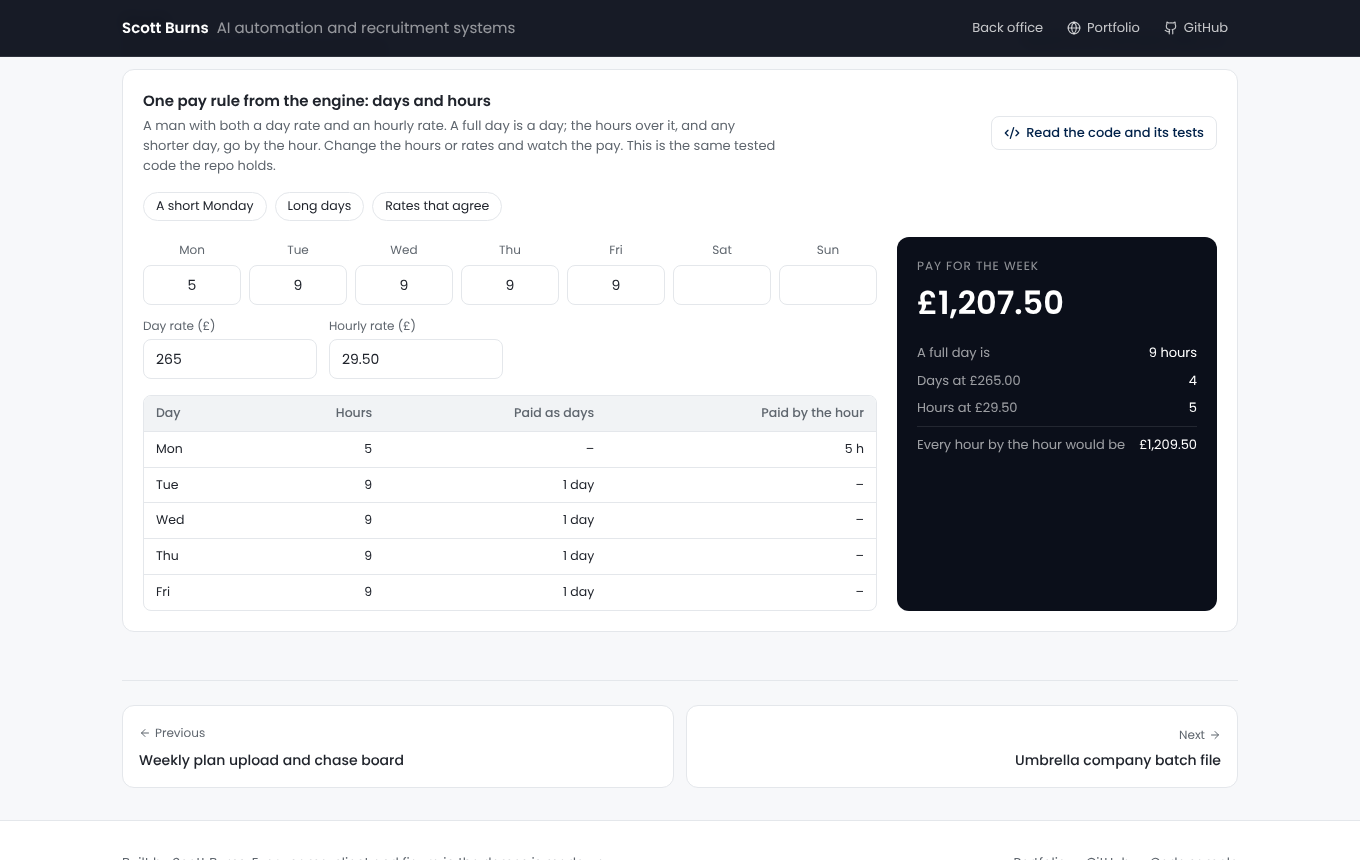 Scott Burns AI automation and recruitment systems
Back office Portfolio GitHub
One pay rule from the engine: days and hours
A man with both a day rate and an hourly rate. A full day is a day; the hours over it, and any
shorter day, go by the hour. Change the hours or rates and watch the pay. This is the same tested
code the repo holds.
Read the code and its tests
A short Monday Long days Rates that agree
Mon Tue Wed Thu Fri Sat Sun
5 9 9 9 9
Day rate (£) Hourly rate (£)
265 29.50
Day Hours Paid as days Paid by the hour
Mon 5 – 5 h
Tue 9 1 day –
Wed 9 1 day –
Thu 9 1 day –
Fri 9 1 day –
PAY FOR THE WEEK
£1,207.50
A full day is 9 hours
Days at £265.00 4
Hours at £29.50 5
Every hour by the hour would be £1,209.50
← Previous
Weekly plan upload and chase board
Next →
Umbrella company batch file